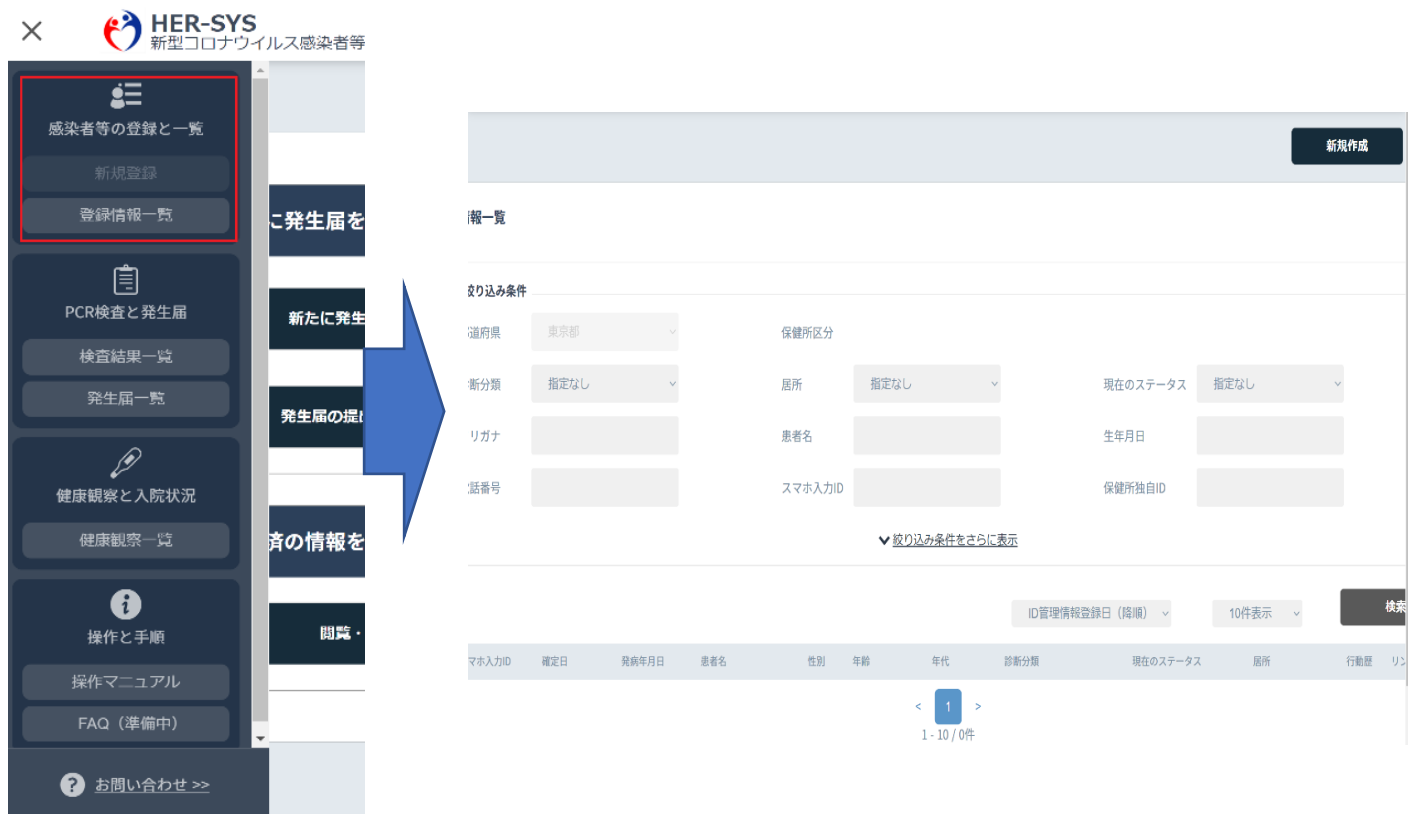 HER-SYS
新型コロナウイルス感染者等
感染者等の登録と一覧
新規登録
登録情報一覧
PCR検査と発生届
検査結果一覧
発生届一覧
健康観察と入院状況
健康観察一覧
操作と手順
操作マニュアル
FAQ（準備中）
お問い合わせ >>
に発生届を
新たに発生
発生届の提
済の情報を
閲覧・
新規作成
報一覧
絞り込み条件
道府県 東京都 保健所区分
断分類 指定なし 居所 指定なし 現在のステータス 指定なし
リガナ 患者名 生年月日
話番号 スマホ入力ID 保健所独自ID
絞り込み条件をさらに表示
ID管理情報登録日（降順） 10件表示 検索
マホ入力ID 確定日 発病年月日 患者名 性別 年齢 年代 診断分類 現在のステータス 居所 行動歴 リン
< 1 >
1 - 10 / 0件